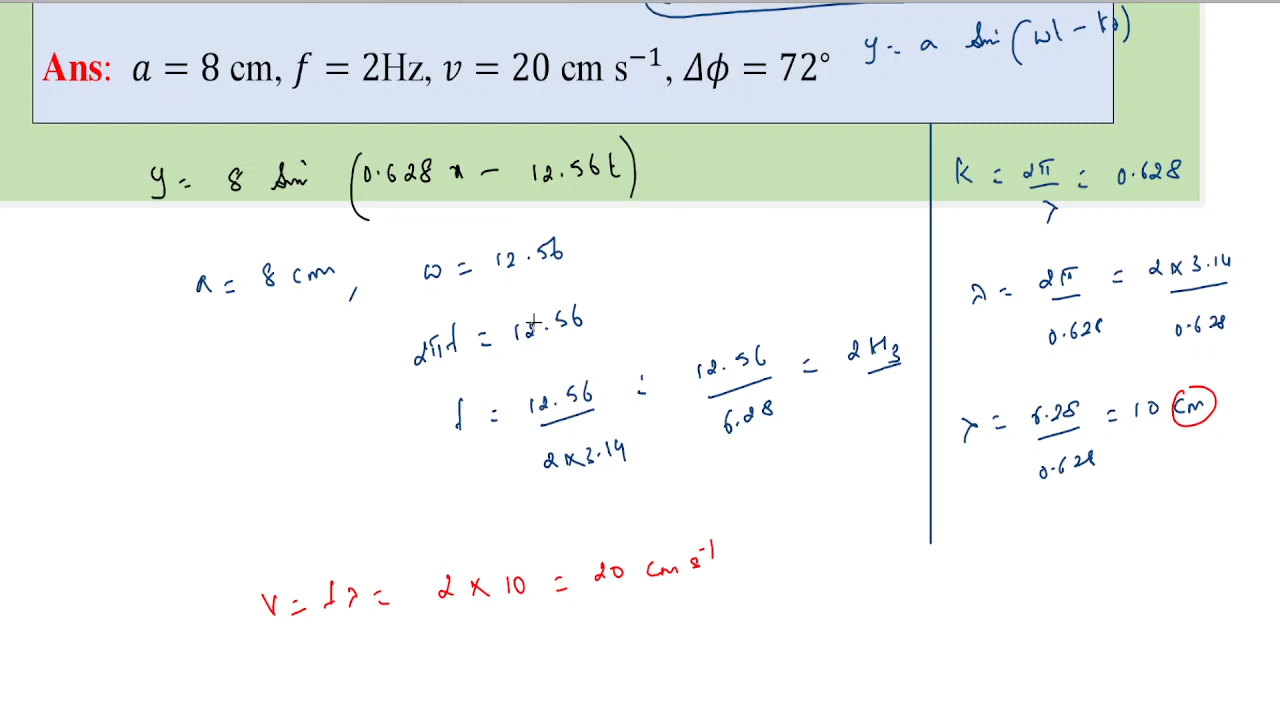 y = a sin (ωt − kx)
Ans: a = 8 cm, f = 2Hz, v = 20 cm s⁻¹, Δϕ = 72°
y = 8 sin (0.628 x − 12.56t)
a = 8 cm, ω = 12.56
2πf = 12.56
f = 12.56 / 2×3.14 = 12.56 / 6.28 = 2 Hz
k = 2π / λ = 0.628
λ = 2π / 0.628 = 2 × 3.14 / 0.628
λ = 6.28 / 0.628 = 10 cm
v = fλ = 2 × 10 = 20 cm s⁻¹